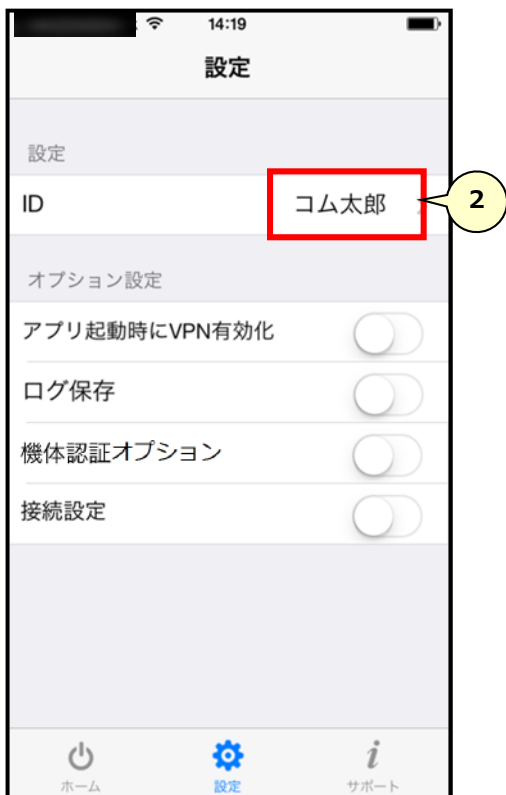 14:19
設定
設定
ID コム太郎
2
オプション設定
アプリ起動時にVPN有効化
ログ保存
機体認証オプション
接続設定
ホーム 設定 サポート